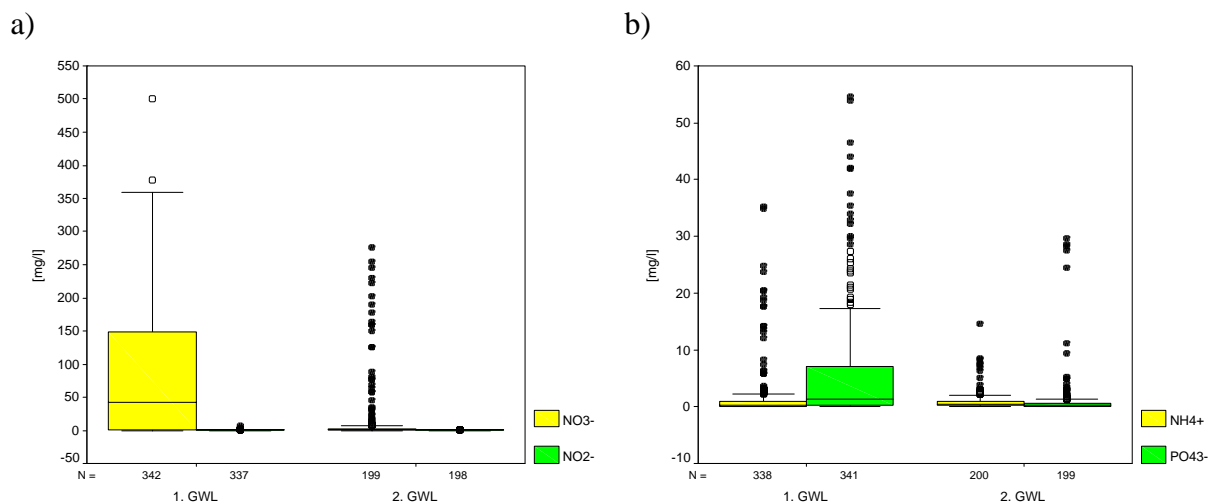 a)
550
500
450
400
350
300
250
200
150
100
50
0
-50
[mg/l]
N = 342 337 199 198
1. GWL 2. GWL
NO3-
NO2-
b)
60
50
40
30
20
10
0
-10
[mg/l]
N = 338 341 200 199
1. GWL 2. GWL
NH4+
PO43-